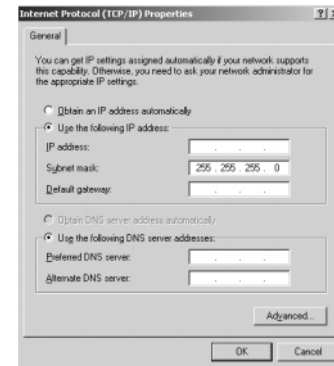 Internet Protocol (TCP/IP) Properties
General
You can get IP settings assigned automatically if your network supports
this capability. Otherwise, you need to ask your network administrator for
the appropriate IP settings.
Obtain an IP address automatically
Use the following IP address:
IP address:
Subnet mask: 255 . 255 . 255 . 0
Default gateway:
Obtain DNS server address automatically
Use the following DNS server addresses:
Preferred DNS server:
Alternate DNS server:
Advanced...
OK Cancel